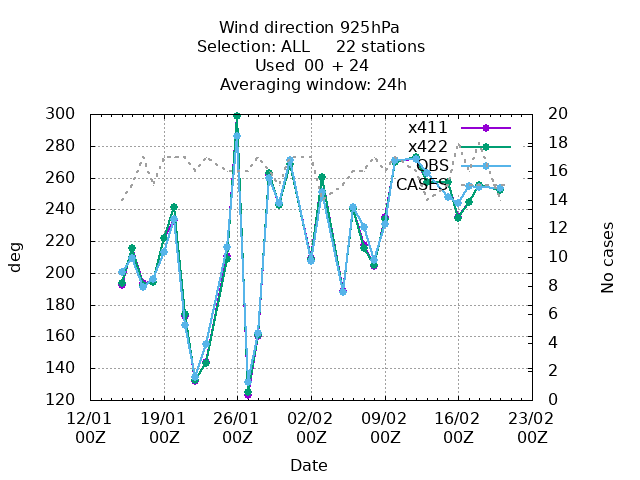 Wind direction 925hPa
Selection: ALL 22 stations
Used 00 + 24
Averaging window: 24h
300
280
260
240
220
200
180
160
140
120
deg
20
18
16
14
12
10
8
6
4
2
0
No cases
x411
x422
OBS
CASES
12/01 19/01 26/01 02/02 09/02 16/02 23/02
00Z 00Z 00Z 00Z 00Z 00Z 00Z
Date